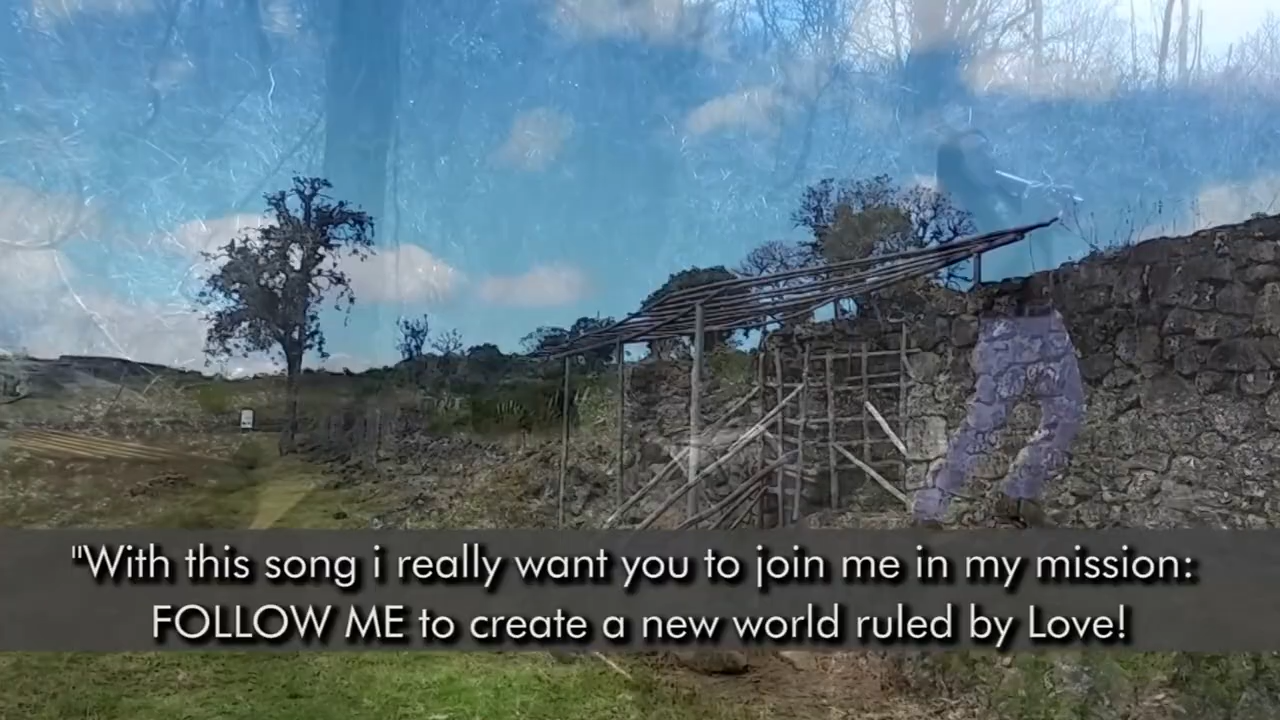 "With this song i really want you to join me in my mission:
FOLLOW ME to create a new world ruled by Love!